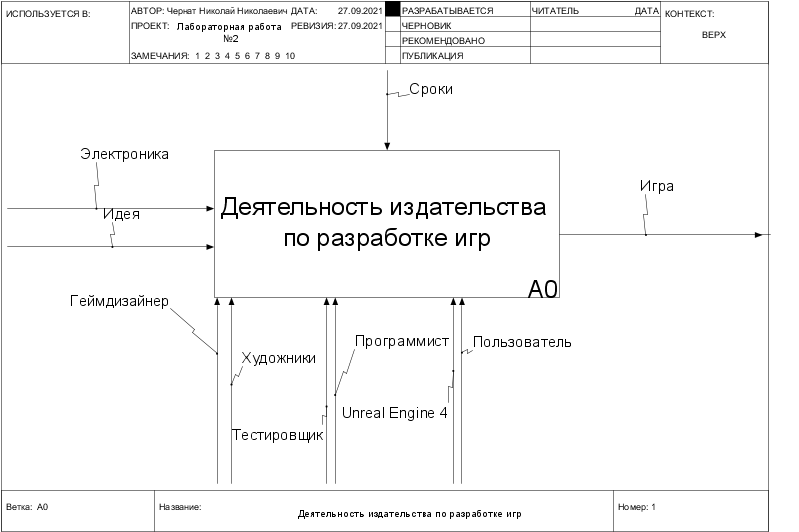 ИСПОЛЬЗУЕТСЯ В:
АВТОР: Чернат Николай Николаевич ДАТА: 27.09.2021
ПРОЕКТ: Лабораторная работа №2
РЕВИЗИЯ: 27.09.2021
ЗАМЕЧАНИЯ: 1 2 3 4 5 6 7 8 9 10
РАЗРАБАТЫВАЕТСЯ
ЧЕРНОВИК
РЕКОМЕНДОВАНО
ПУБЛИКАЦИЯ
ЧИТАТЕЛЬ ДАТА
КОНТЕКСТ:
ВЕРХ
Сроки
Электроника
Идея
Деятельность издательства
по разработке игр
A0
Игра
Геймдизайнер
Художники
Тестировщик
Программист
Unreal Engine 4
Пользователь
Ветка: A0
Название:
Деятельность издательства по разработке игр
Номер: 1